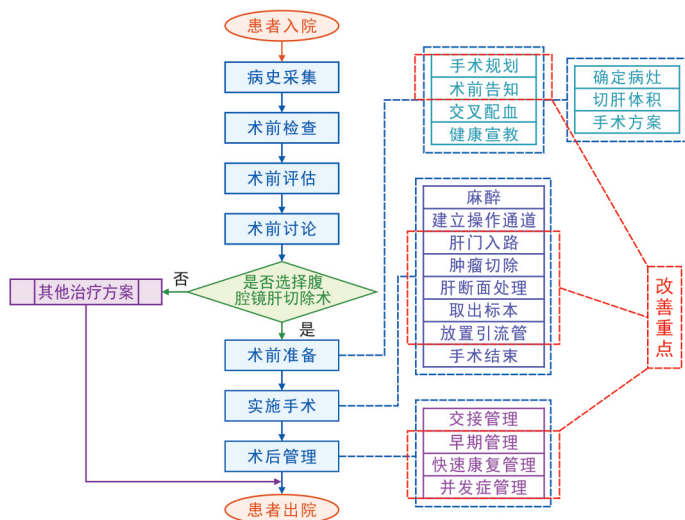 患者入院
病史采集
术前检查
术前评估
术前讨论
是否选择腹
腔镜肝切除术
否
其他治疗方案
是
术前准备
实施手术
术后管理
患者出院
手术规划
术前告知
交叉配血
健康宣教
确定病灶
切肝体积
手术方案
麻醉
建立操作通道
肝门入路
肿瘤切除
肝断面处理
取出标本
放置引流管
手术结束
交接管理
早期管理
快速康复管理
并发症管理
改善重点